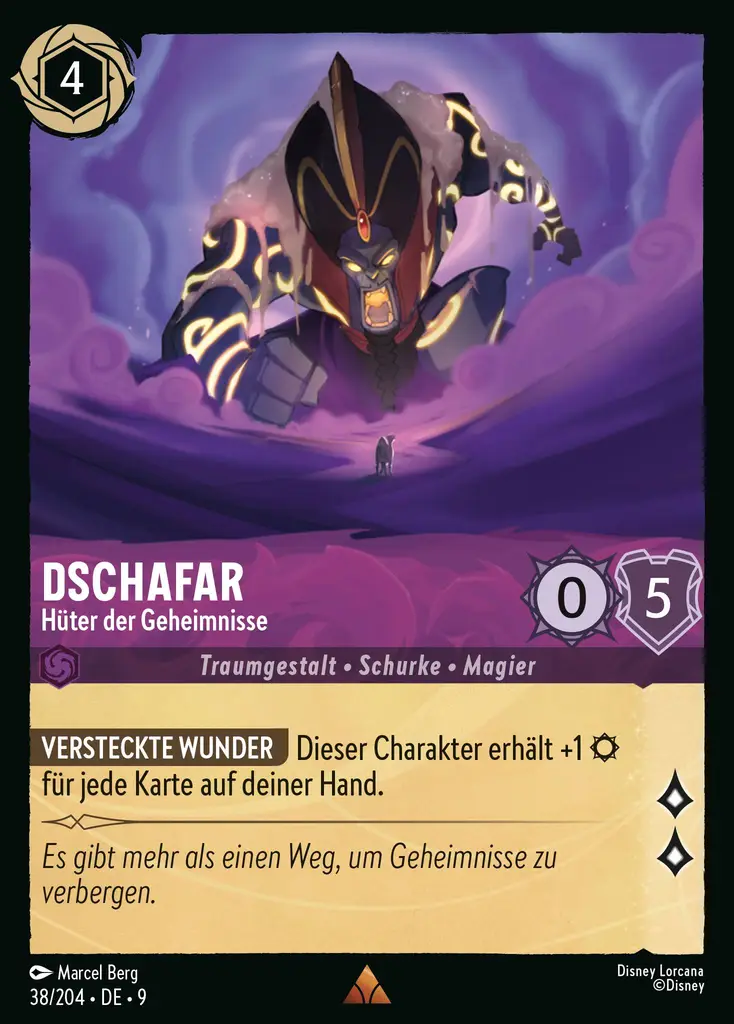 4
DSCHAFAR
Hüter der Geheimnisse
0
5
Traumgestalt • Schurke • Magier
VERSTECKTE WUNDER Dieser Charakter erhält +1
für jede Karte auf deiner Hand.
Es gibt mehr als einen Weg, um Geheimnisse zu
verbergen.
Marcel Berg
38/204 • DE • 9
Disney Lorcana
©Disney